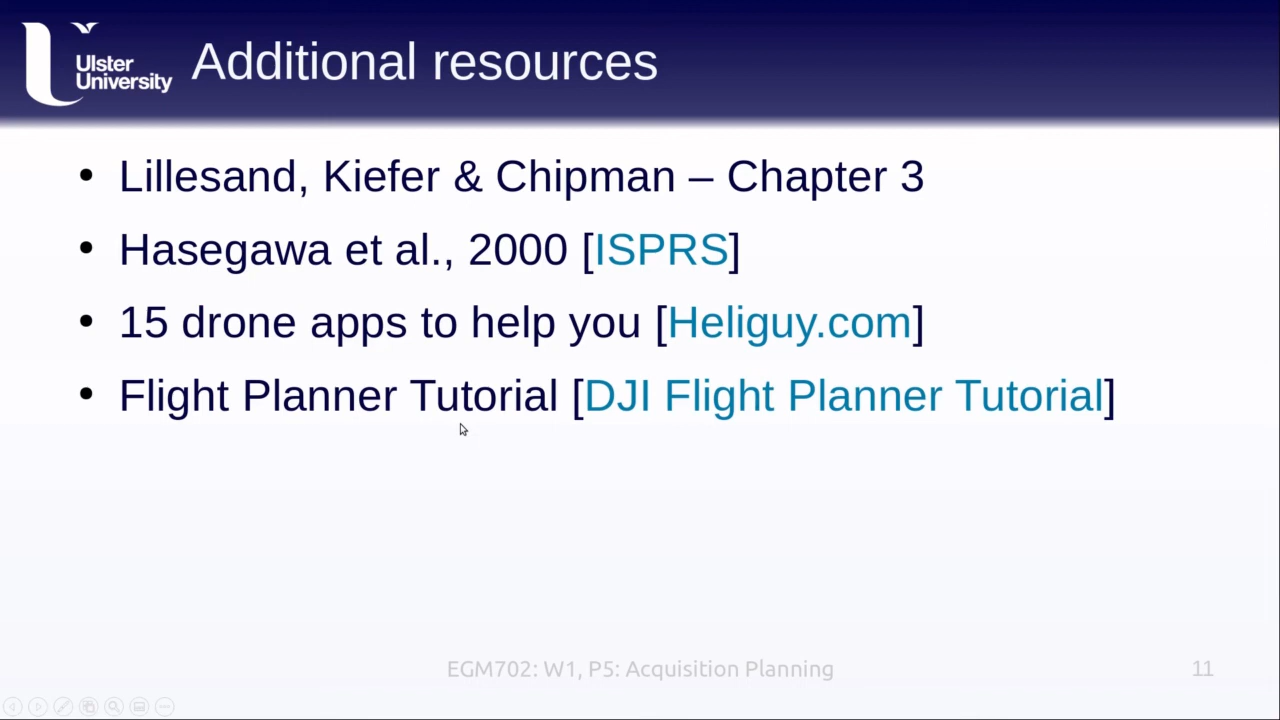 Ulster
University
Additional resources
• Lillesand, Kiefer & Chipman – Chapter 3
• Hasegawa et al., 2000 [ISPRS]
• 15 drone apps to help you [Heliguy.com]
• Flight Planner Tutorial [DJI Flight Planner Tutorial]
EGM702: W1, P5: Acquisition Planning
11